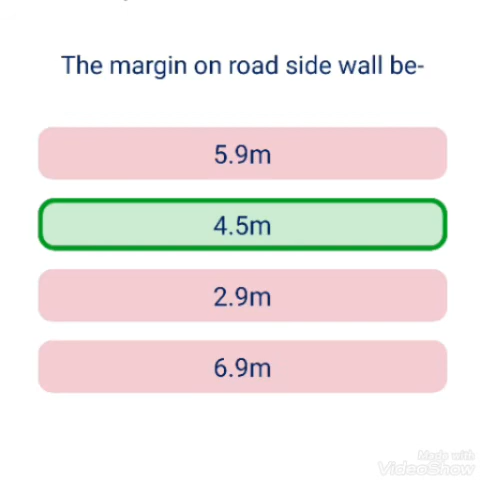 The margin on road side wall be-
5.9m
4.5m
2.9m
6.9m
Made with
VideoShow